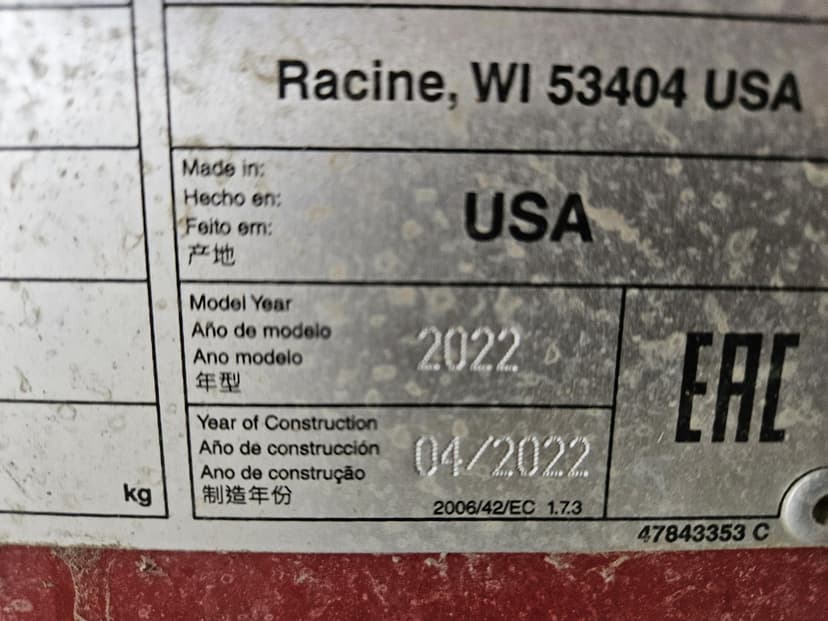 Racine, WI 53404 USA
Made in:
Hecho en:
Feito em:
产地
USA
Model Year
Año de modelo
Ano modelo
年型
2022
Year of Construction
Año de construcción
Ano de construção
制造年份
04/2022
2006/42/EC 1.7.3
EAC
kg
47843353 C